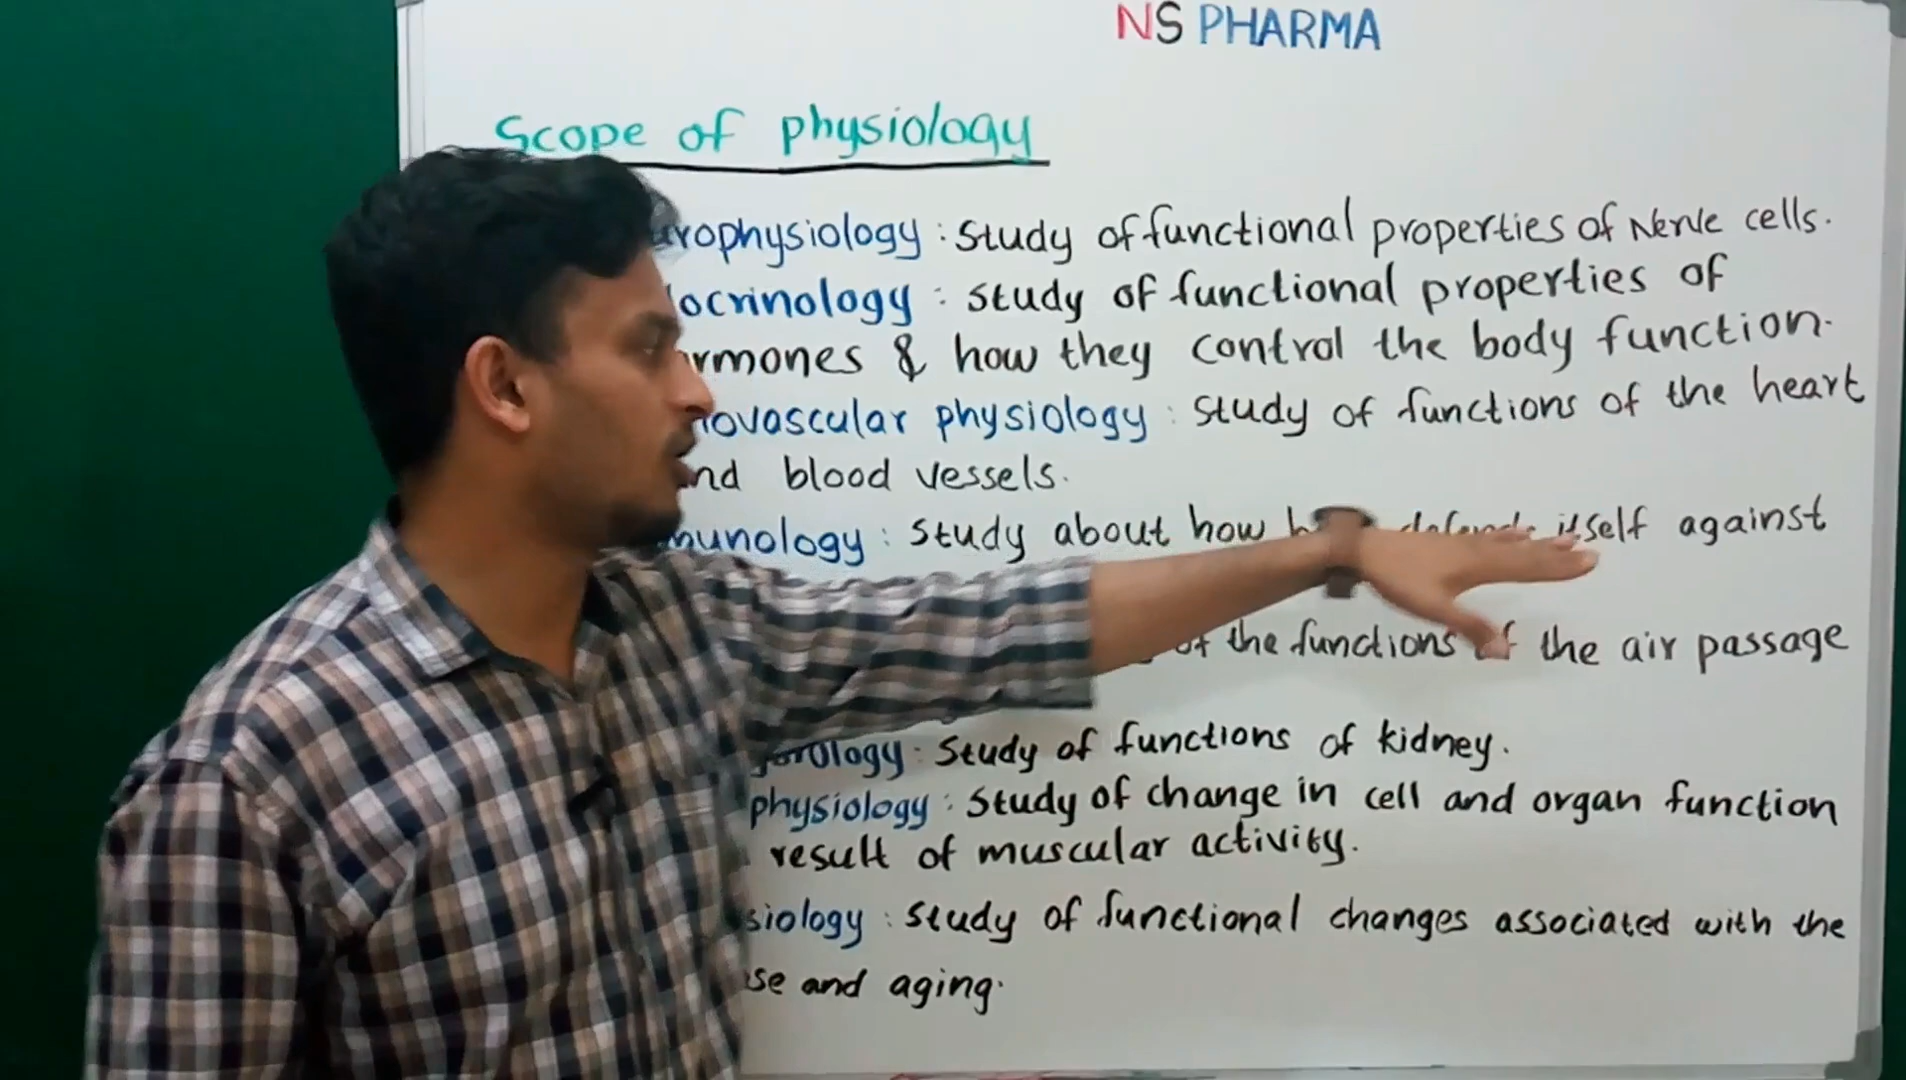 NS PHARMA
Scope of physiology
rophysiology : Study of functional properties of Nerve cells.
ocrinology : study of functional properties of
rmones & how they control the body function.
ovascular physiology : Study of functions of the heart
nd blood vessels.
munology : Study about how defends itself against
of the functions of the air passage
ology : Study of functions of kidney.
physiology : Study of change in cell and organ function
result of muscular activity.
siology : Study of functional changes associated with the
se and aging.